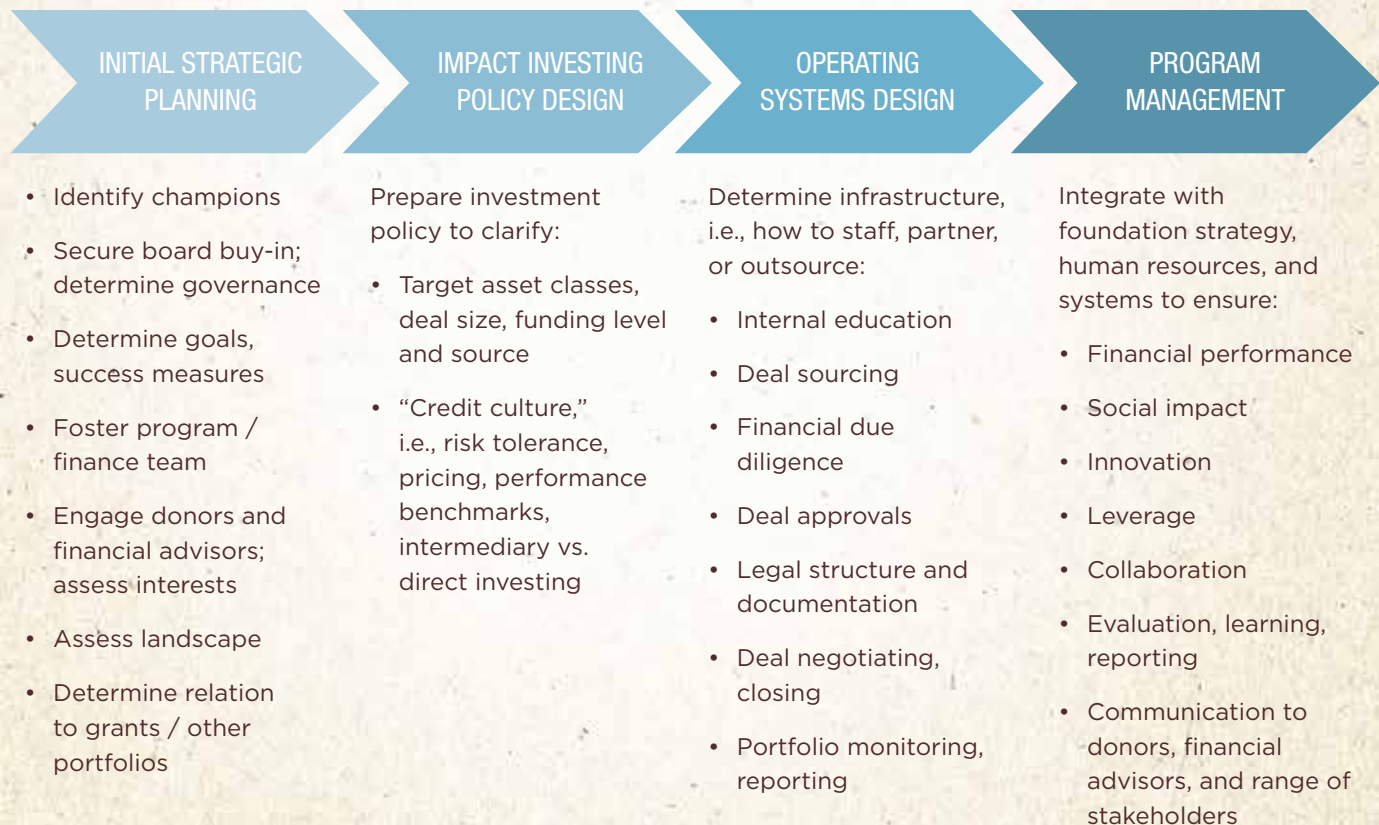 INITIAL STRATEGIC
PLANNING
IMPACT INVESTING
POLICY DESIGN
OPERATING
SYSTEMS DESIGN
PROGRAM
MANAGEMENT
• Identify champions
• Secure board buy-in;
determine governance
• Determine goals,
success measures
• Foster program /
finance team
• Engage donors and
financial advisors;
assess interests
• Assess landscape
• Determine relation
to grants / other
portfolios
Prepare investment
policy to clarify:
• Target asset classes,
deal size, funding level
and source
• “Credit culture,”
i.e., risk tolerance,
pricing, performance
benchmarks,
intermediary vs.
direct investing
Determine infrastructure,
i.e., how to staff, partner,
or outsource:
• Internal education
• Deal sourcing
• Financial due
diligence
• Deal approvals
• Legal structure and
documentation
• Deal negotiating,
closing
• Portfolio monitoring,
reporting
Integrate with
foundation strategy,
human resources, and
systems to ensure:
• Financial performance
• Social impact
• Innovation
• Leverage
• Collaboration
• Evaluation, learning,
reporting
• Communication to
donors, financial
advisors, and range of
stakeholders